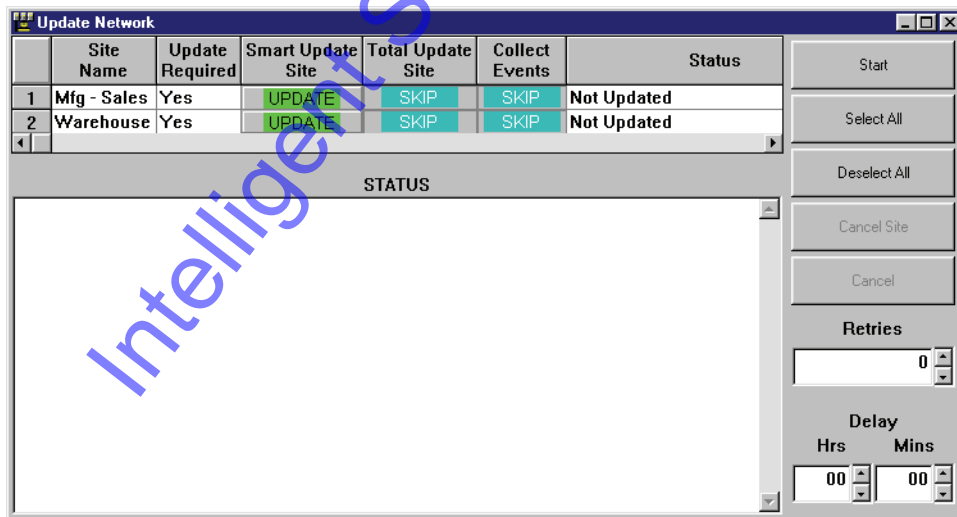 Update Network
Site Name Update Required Smart Update Site Total Update Site Collect Events Status
1 Mfg - Sales Yes UPDATE SKIP SKIP Not Updated
2 Warehouse Yes UPDATE SKIP SKIP Not Updated
STATUS
Start
Select All
Deselect All
Cancel Site
Cancel
Retries
0
Delay
Hrs Mins
00 00
Intelligent S